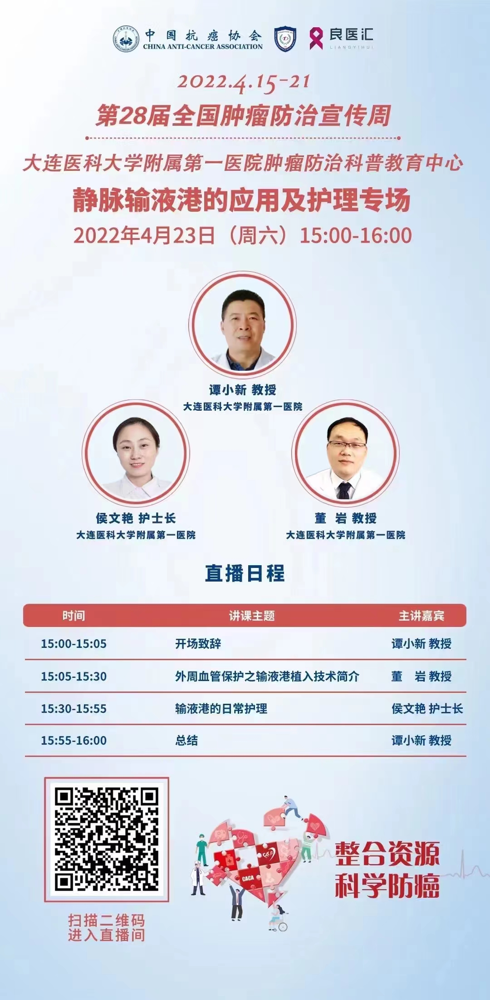 中国抗癌协会
CHINA ANTI-CANCER ASSOCIATION
良医汇
LIANGYIHUI
2022.4.15-21
第28届全国肿瘤防治宣传周
大连医科大学附属第一医院肿瘤防治科普教育中心
静脉输液港的应用及护理专场
2022年4月23日（周六）15:00-16:00
谭小新 教授
大连医科大学附属第一医院
侯文艳 护士长
大连医科大学附属第一医院
董 岩 教授
大连医科大学附属第一医院
直播日程
时间 讲课主题 主讲嘉宾
15:00-15:05 开场致辞 谭小新 教授
15:05-15:30 外周血管保护之输液港植入技术简介 董 岩 教授
15:30-15:55 输液港的日常护理 侯文艳 护士长
15:55-16:00 总结 谭小新 教授
CACA
整合资源
科学防癌
扫描二维码
进入直播间